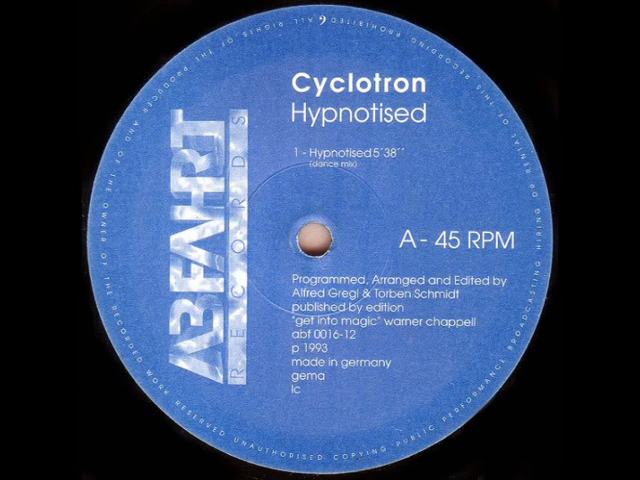 Cyclotron
Hypnotised
1 - Hypnotised 5´38´´
(dance mix)
ABFAHRT
RECORDS
A - 45 RPM
Programmed, Arranged and Edited by
Alfred Gregl & Torben Schmidt
published by edition
"get into magic" warner chappell
abf 0016-12
p 1993
made in germany
gema
lc
ALL RIGHTS OF THE PRODUCER AND OF THE OWNER OF THE RECORDED WORK RESERVED UNAUTHORISED COPYING PUBLIC PERFORMANCE BROADCASTING HIRING OR RENTAL OF THIS RECORDING PROHIBITED